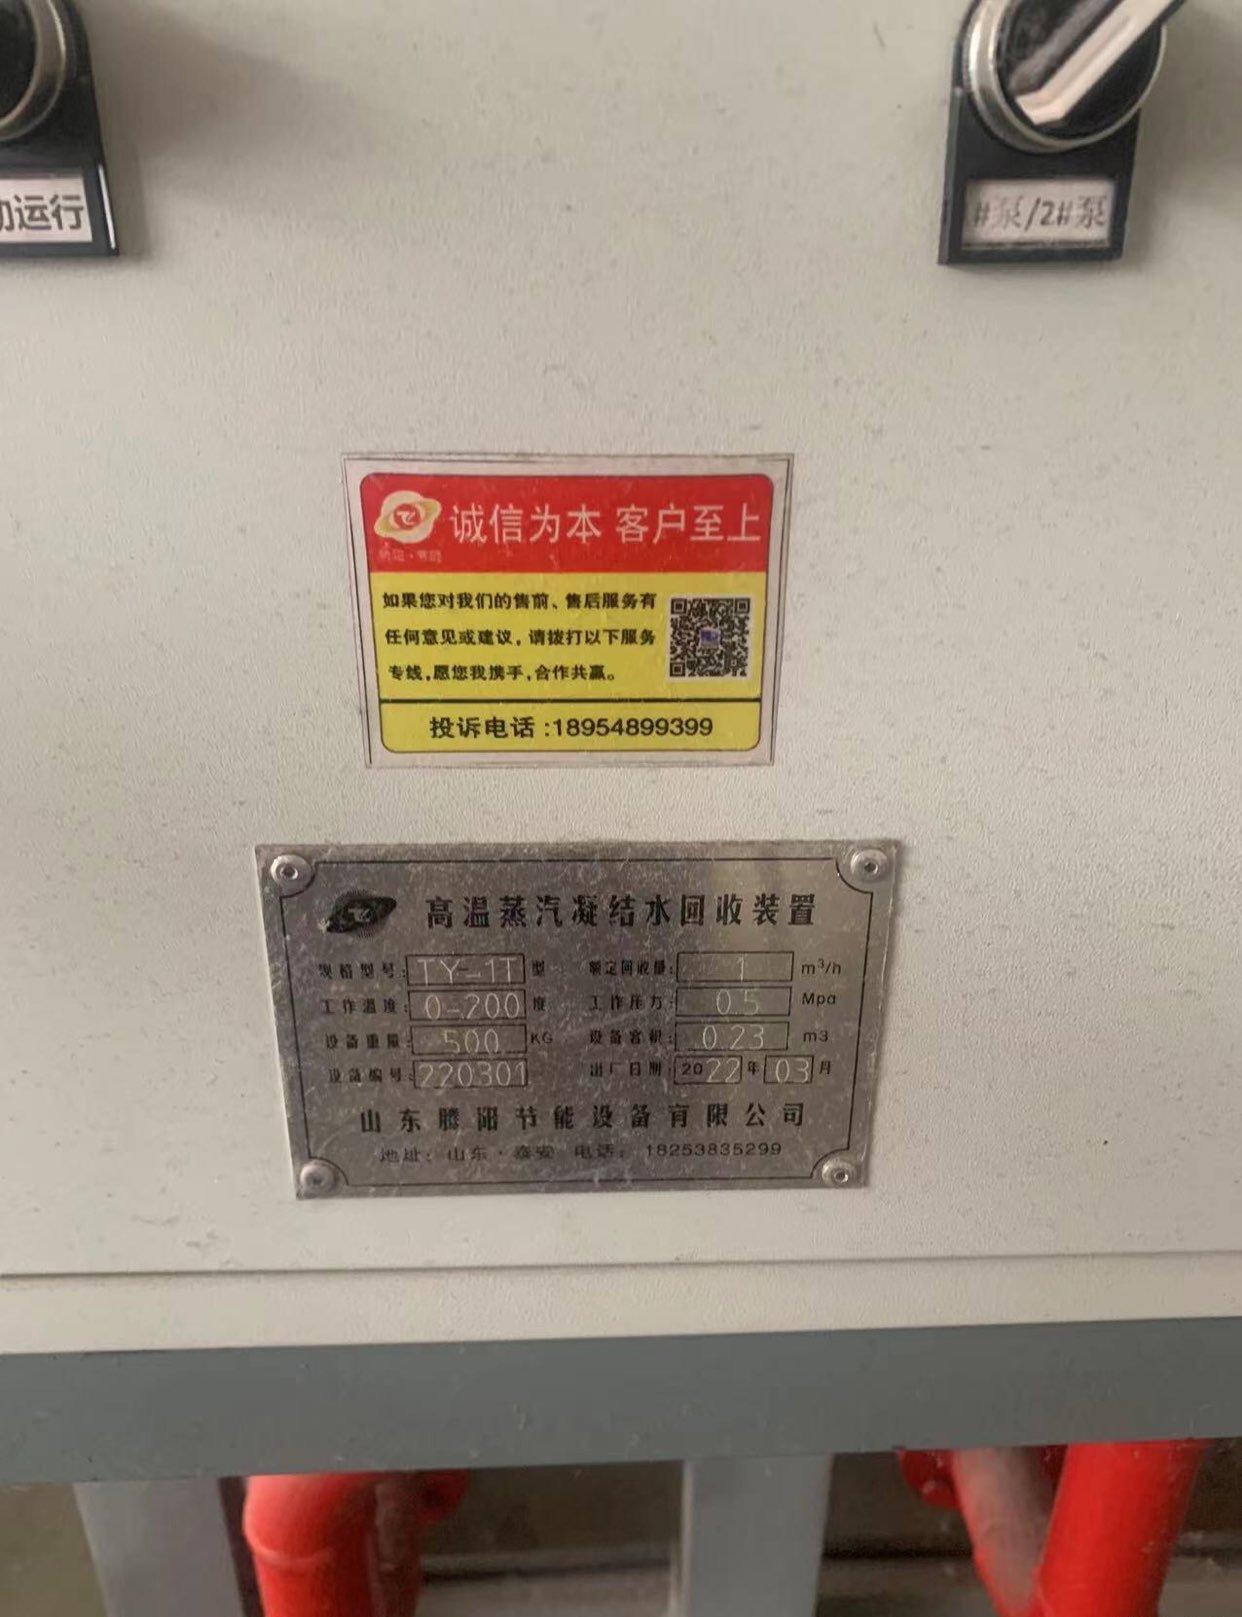 动运行
#泵/2#泵
诚信为本 客户至上
如果您对我们的售前、售后服务有
任何意见或建议，请拨打以下服务
专线，愿您我携手，合作共赢。
投诉电话：18954899399
高温蒸汽凝结水回收装置
规格型号：TY-1T 型 额定回收量：1 m³/h
工作温度：0-200 度 工作压力：0.5 Mpa
设备重量：500 KG 设备容积：0.23 m3
设备编号：220301 出厂日期：2022年03月
山东腾阳节能设备有限公司
地址：山东·泰安 电话：18253835299